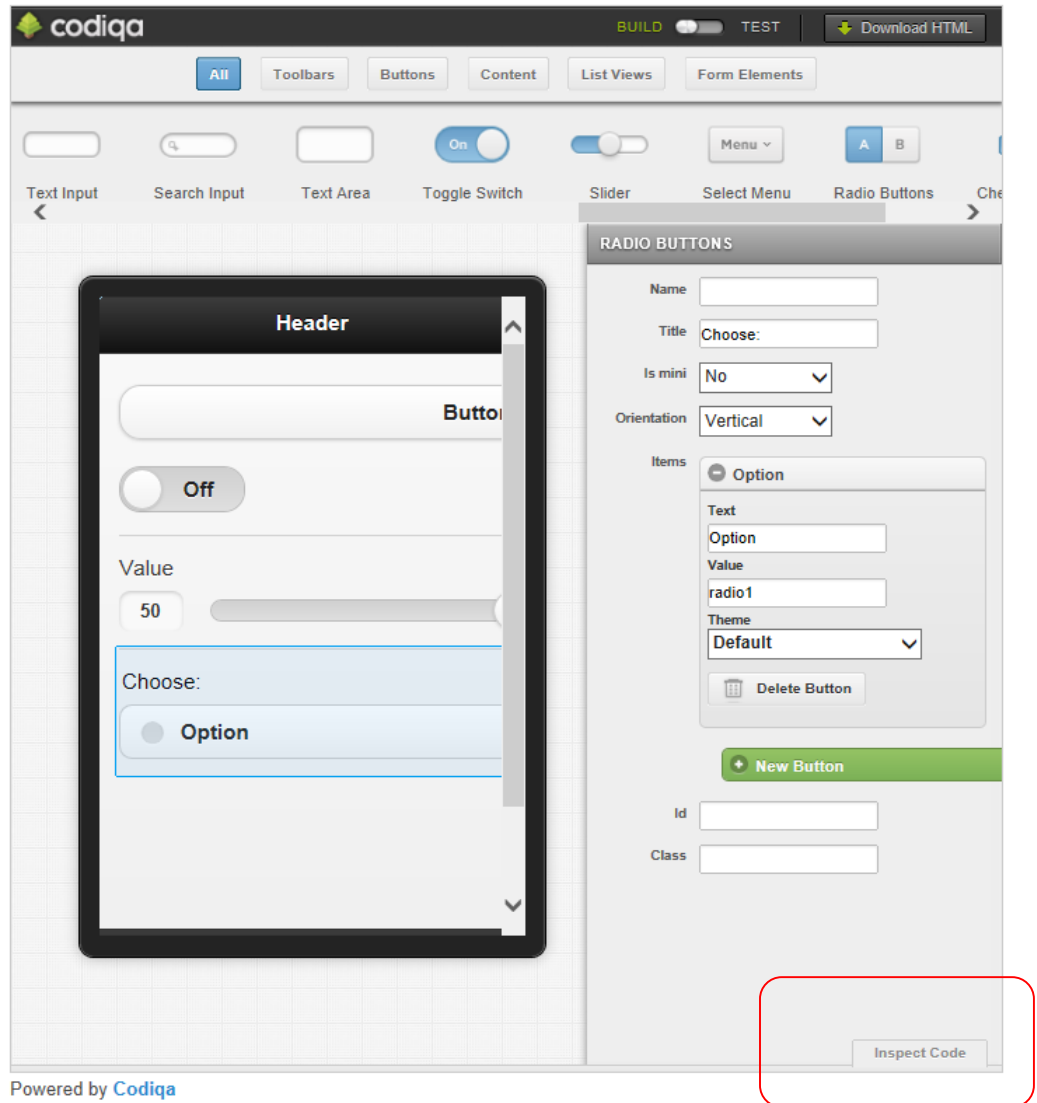 codiqa BUILD TEST Download HTML
All Toolbars Buttons Content List Views Form Elements
On Menu A B
Text Input Search Input Text Area Toggle Switch Slider Select Menu Radio Buttons Che
RADIO BUTTONS
Header
Button
Off
Value
50
Choose:
Option
Name
Title Choose:
Is mini No
Orientation Vertical
Items Option
Text
Option
Value
radio1
Theme
Default
Delete Button
New Button
Id
Class
Inspect Code
Powered by Codiqa